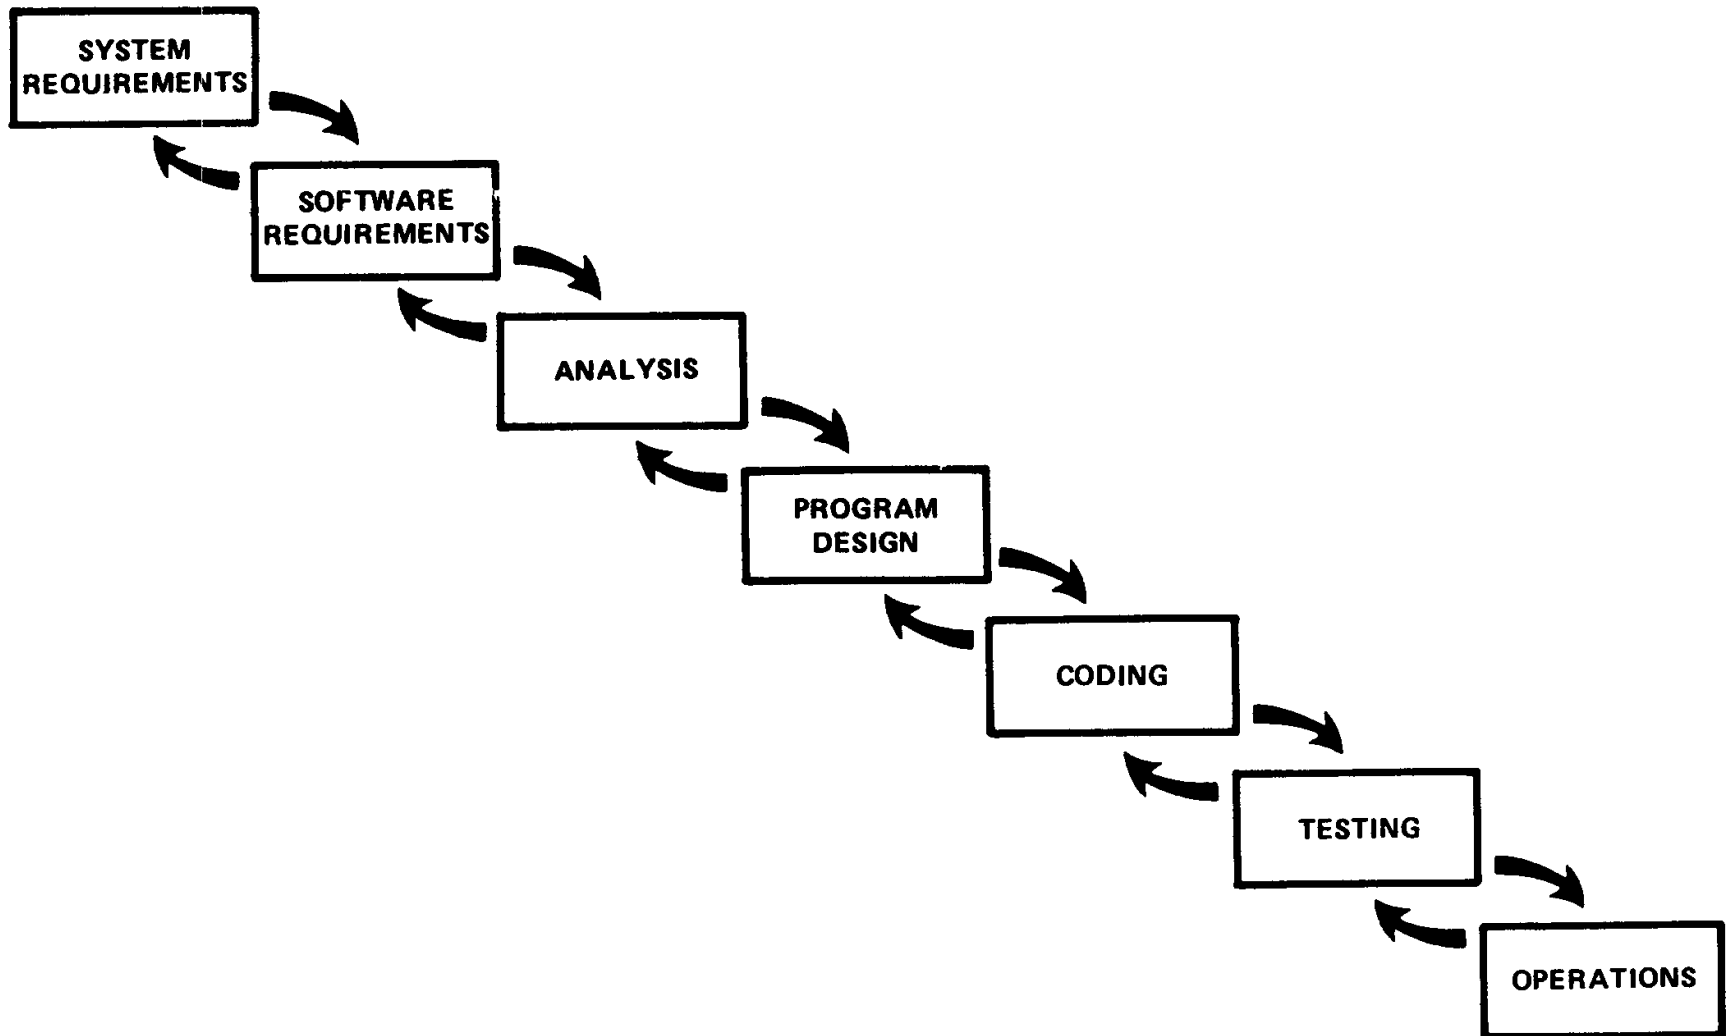 SYSTEM
REQUIREMENTS
SOFTWARE
REQUIREMENTS
ANALYSIS
PROGRAM
DESIGN
CODING
TESTING
OPERATIONS